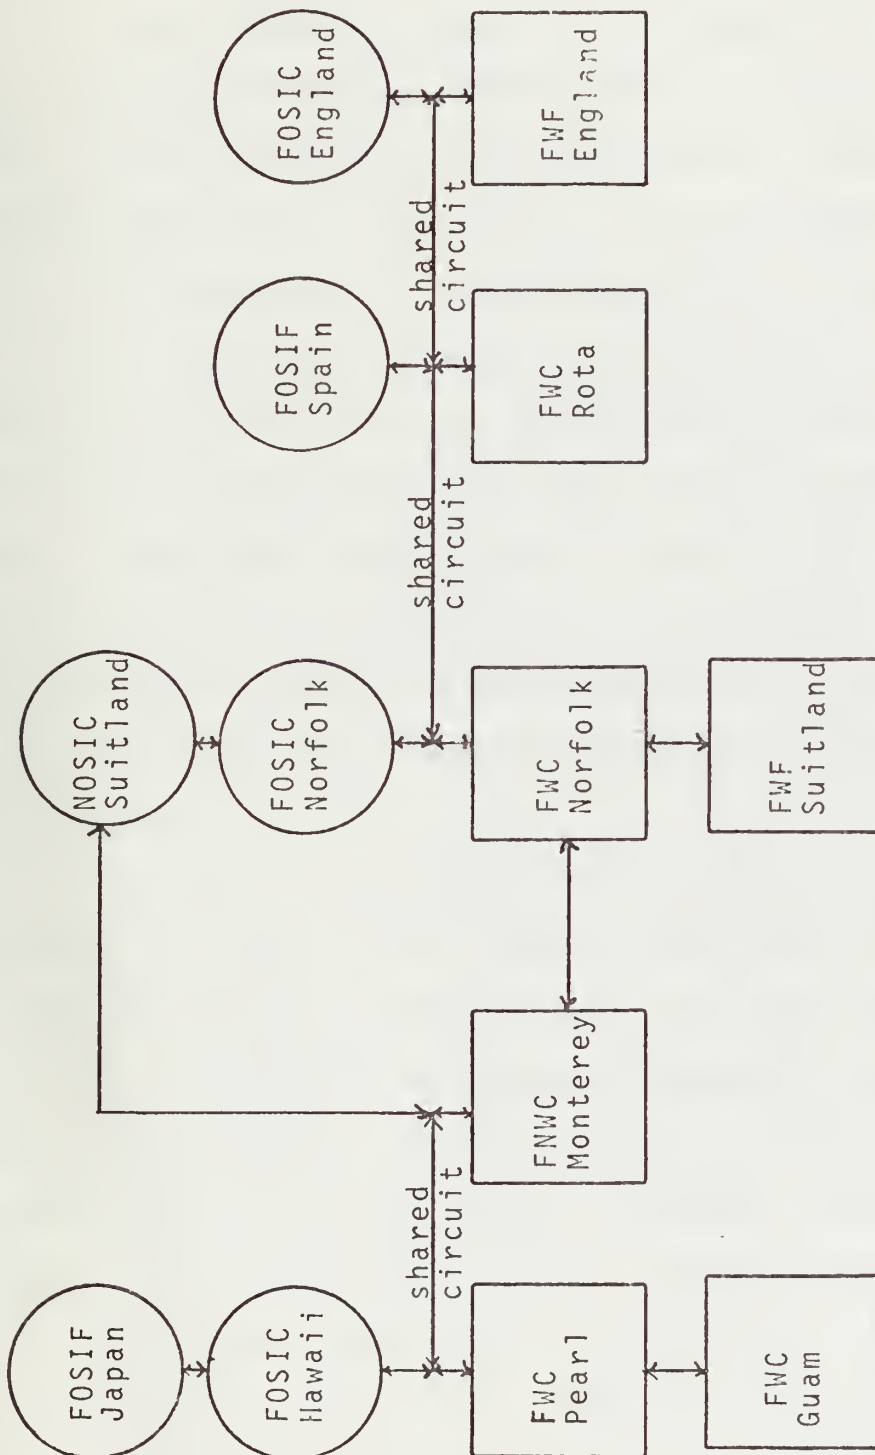 FOSIF
Japan
FOSIC
Hawaii
shared
circuit
FWC
Pearl
FWC
Guam
FNWC
Monterey
NOSIC
Suitland
FOSIC
Norfolk
FWC
Norfolk
FWF
Suitland
shared
circuit
FOSIF
Spain
FWC
Rota
shared
circuit
FOSIC
England
FWF
England